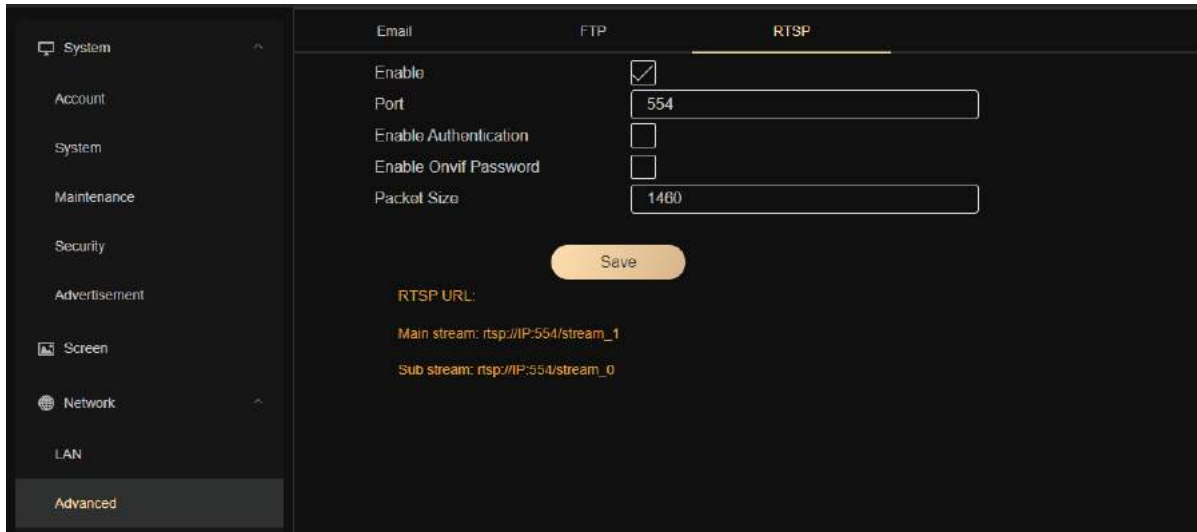 System
Account
System
Maintenance
Security
Advertisement
Screen
Network
LAN
Advanced
Email FTP RTSP
Enable
Port 554
Enable Authentication
Enable Onvif Password
Packet Size 1460
Save
RTSP URL:
Main stream: rtsp://IP:554/stream_1
Sub stream: rtsp://IP:554/stream_0